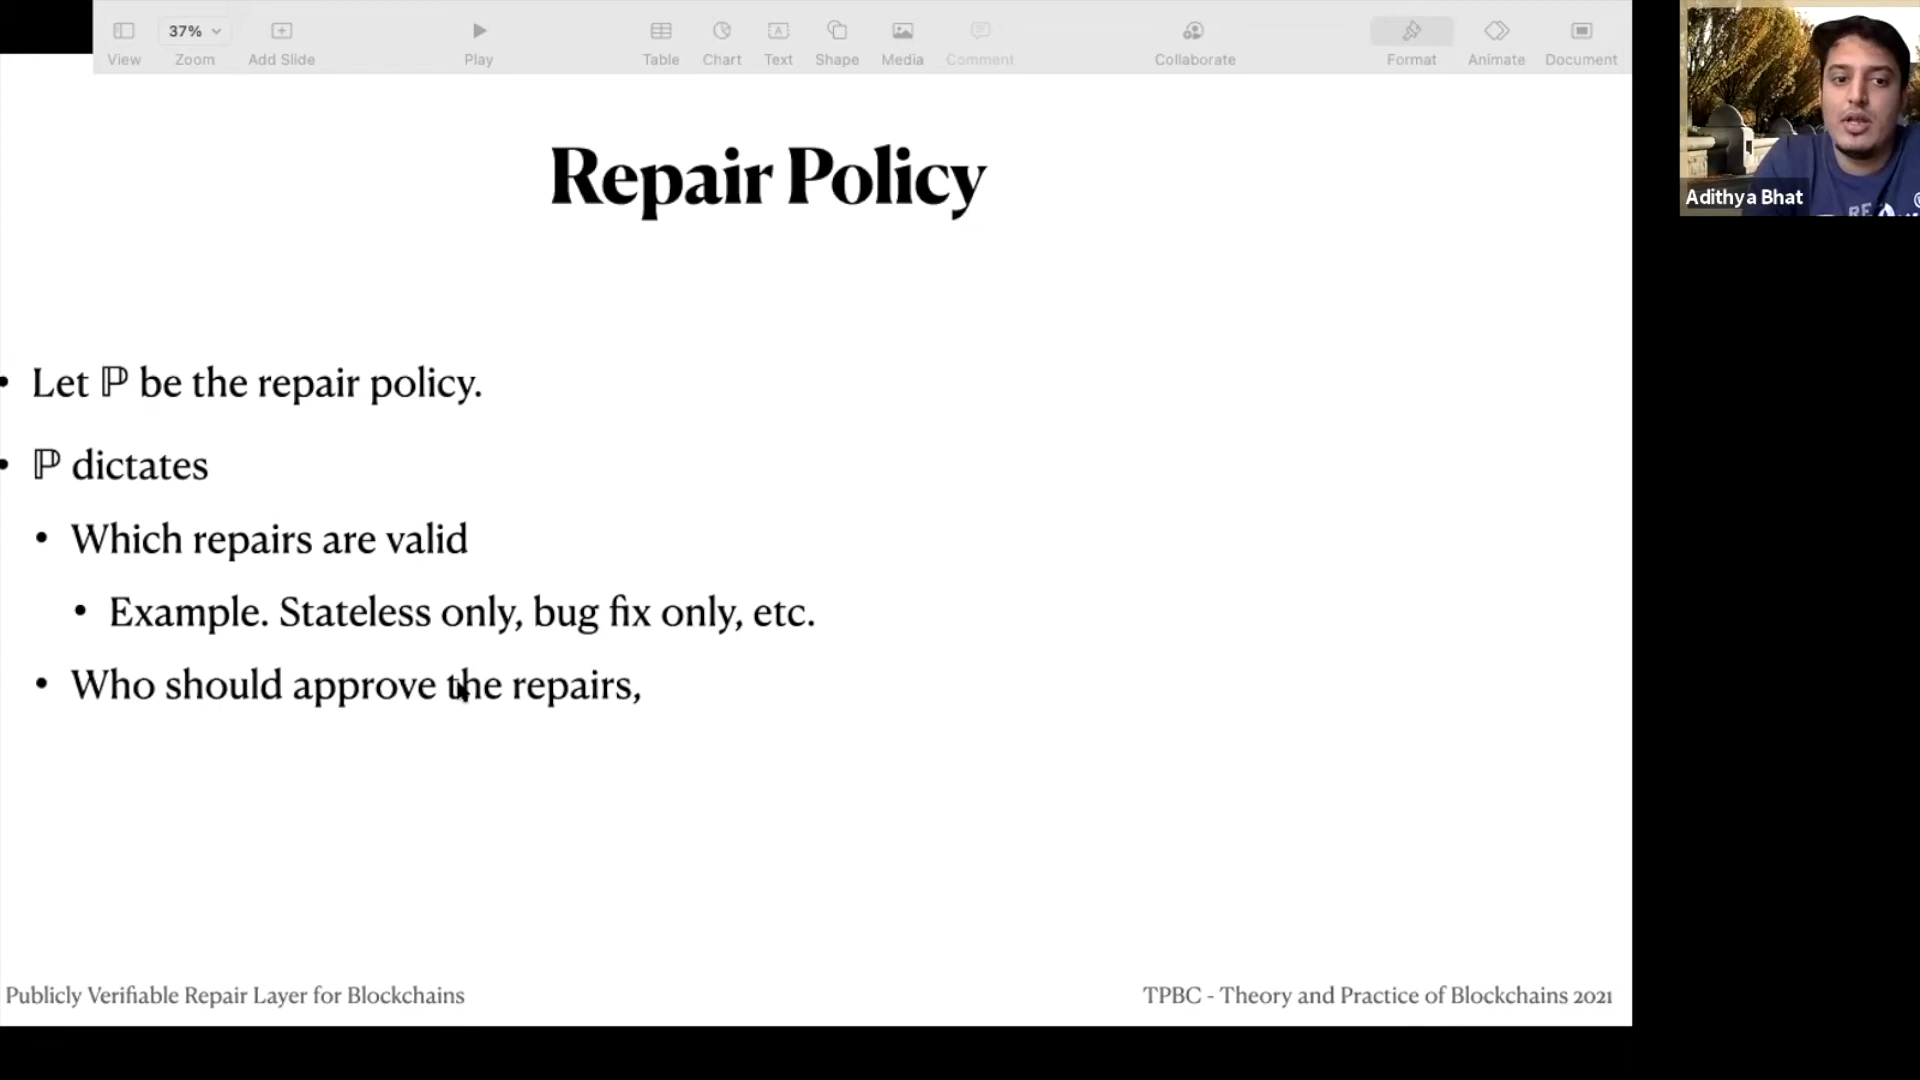 37%
View
Zoom
Add Slide
Play
Table
Chart
Text
Shape
Media
Comment
Collaborate
Format
Animate
Document
Adithya Bhat
RE
Repair Policy
• Let ℙ be the repair policy.
• ℙ dictates
• Which repairs are valid
• Example. Stateless only, bug fix only, etc.
• Who should approve the repairs,
Publicly Verifiable Repair Layer for Blockchains
TPBC - Theory and Practice of Blockchains 2021